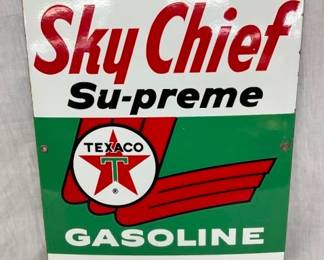 Sky Chief
Su-preme
TEXACO
T
®
GASOLINE